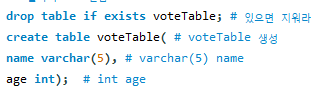 drop table if exists voteTable; # 있으면 지워라
create table voteTable( # voteTable 생성
name varchar(5), # varchar(5) name
age int);  # int age